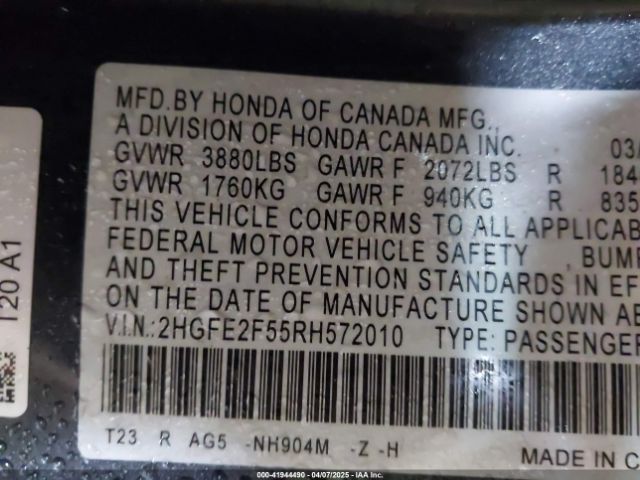 MFD.BY HONDA OF CANADA MFG.,
A DIVISION OF HONDA CANADA INC. 03/
GVWR 3880LBS GAWR F 2072LBS R 184
GVWR 1760KG GAWR F 940KG R 835
THIS VEHICLE CONFORMS TO ALL APPLICAB
FEDERAL MOTOR VEHICLE SAFETY , BUMP
AND THEFT PREVENTION STANDARDS IN EF
ON THE DATE OF MANUFACTURE SHOWN AB
V.I.N.:2HGFE2F55RH572010 TYPE: PASSENGER
T23 R AG5 -NH904M -Z -H
MADE IN C
T20 A1
000-41944490 - 04/07/2025 - IAA Inc.